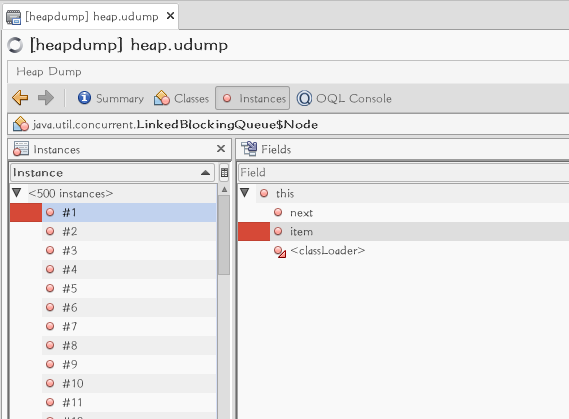 [heapdump] heap.udump
[heapdump] heap.udump
Heap Dump
Summary Classes Instances OQL Console
java.util.concurrent.LinkedBlockingQueue$Node
Instances
Instance
<500 instances>
#1
#2
#3
#4
#5
#6
#7
#8
#9
#10
#11
Fields
Field
this
next
item
<classLoader>